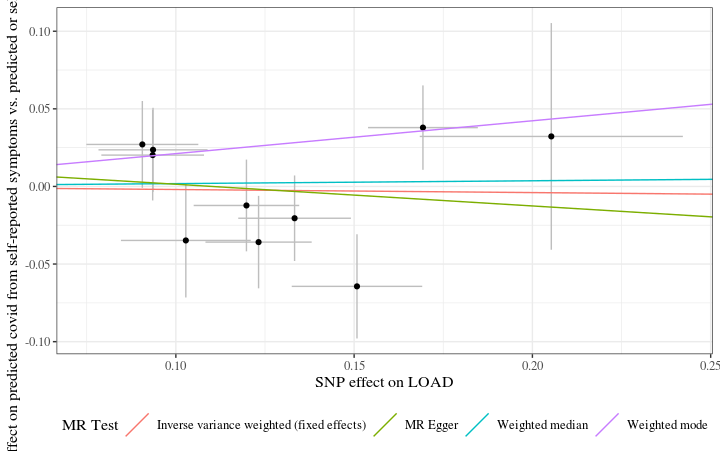 ffect on predicted covid from self-reported symptoms vs. predicted or se
0.10
0.05
0.00
-0.05
-0.10
0.10 0.15 0.20 0.25
SNP effect on LOAD
MR Test Inverse variance weighted (fixed effects) MR Egger Weighted median Weighted mode